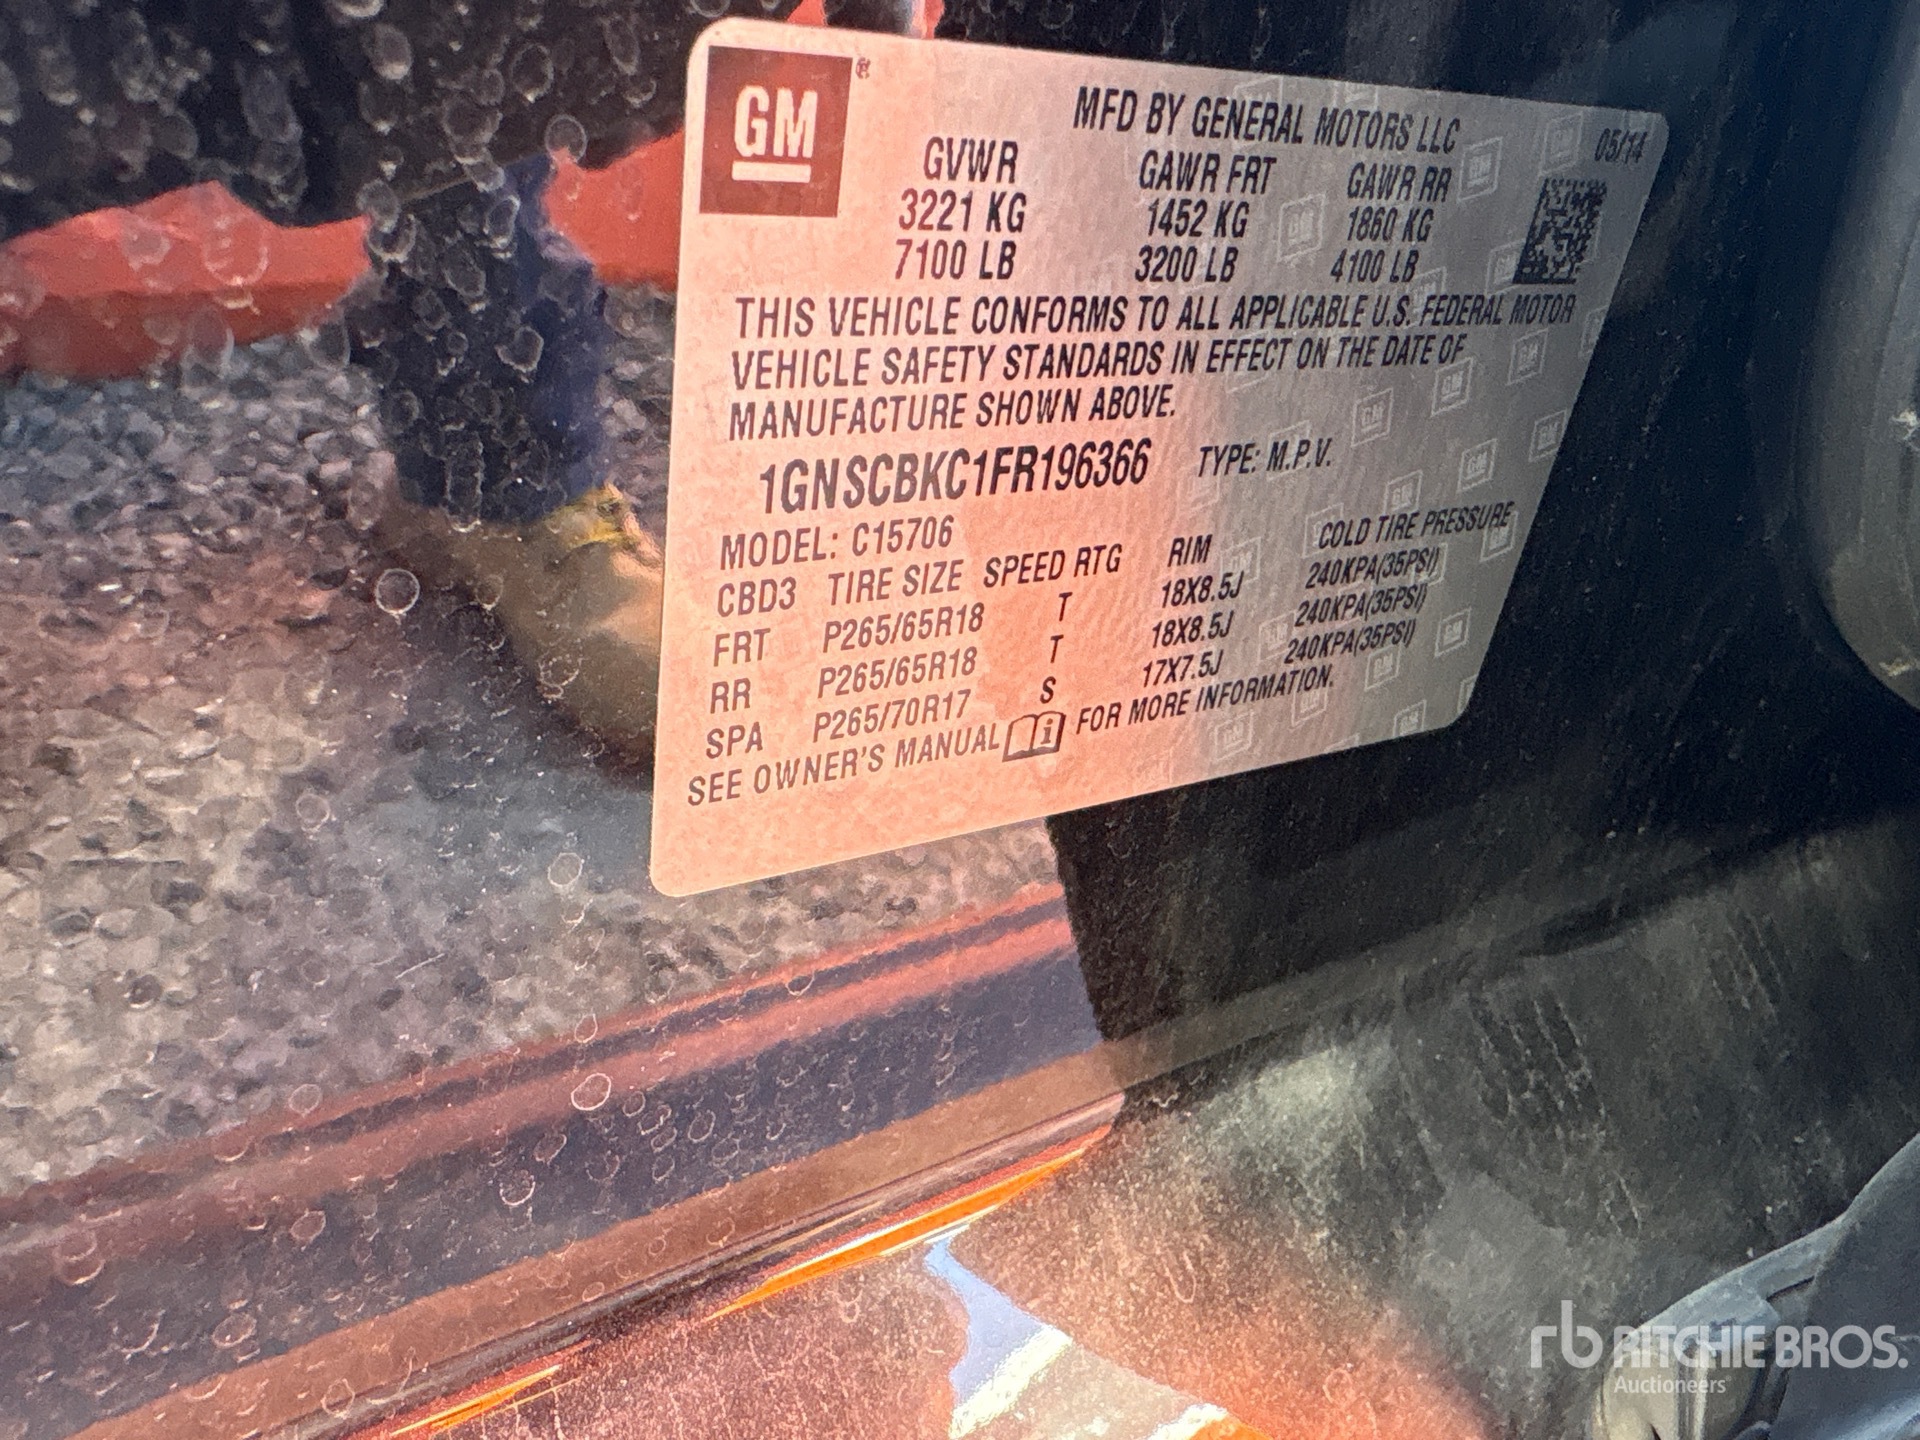 GM®
MFD BY GENERAL MOTORS LLC 05/14
GVWR GAWR FRT GAWR RR
3221 KG 1452 KG 1860 KG
7100 LB 3200 LB 4100 LB
THIS VEHICLE CONFORMS TO ALL APPLICABLE U.S. FEDERAL MOTOR
VEHICLE SAFETY STANDARDS IN EFFECT ON THE DATE OF
MANUFACTURE SHOWN ABOVE.
1GNSCBKC1FR196366 TYPE: M.P.V.
MODEL: C15706
CBD3 TIRE SIZE SPEED RTG RIM COLD TIRE PRESSURE
FRT P265/65R18 T 18X8.5J 240KPA(35PSI)
RR P265/65R18 T 18X8.5J 240KPA(35PSI)
SPA P265/70R17 S 17X7.5J 240KPA(35PSI)
SEE OWNER'S MANUAL i FOR MORE INFORMATION.
rb RITCHIE BROS.
Auctioneers